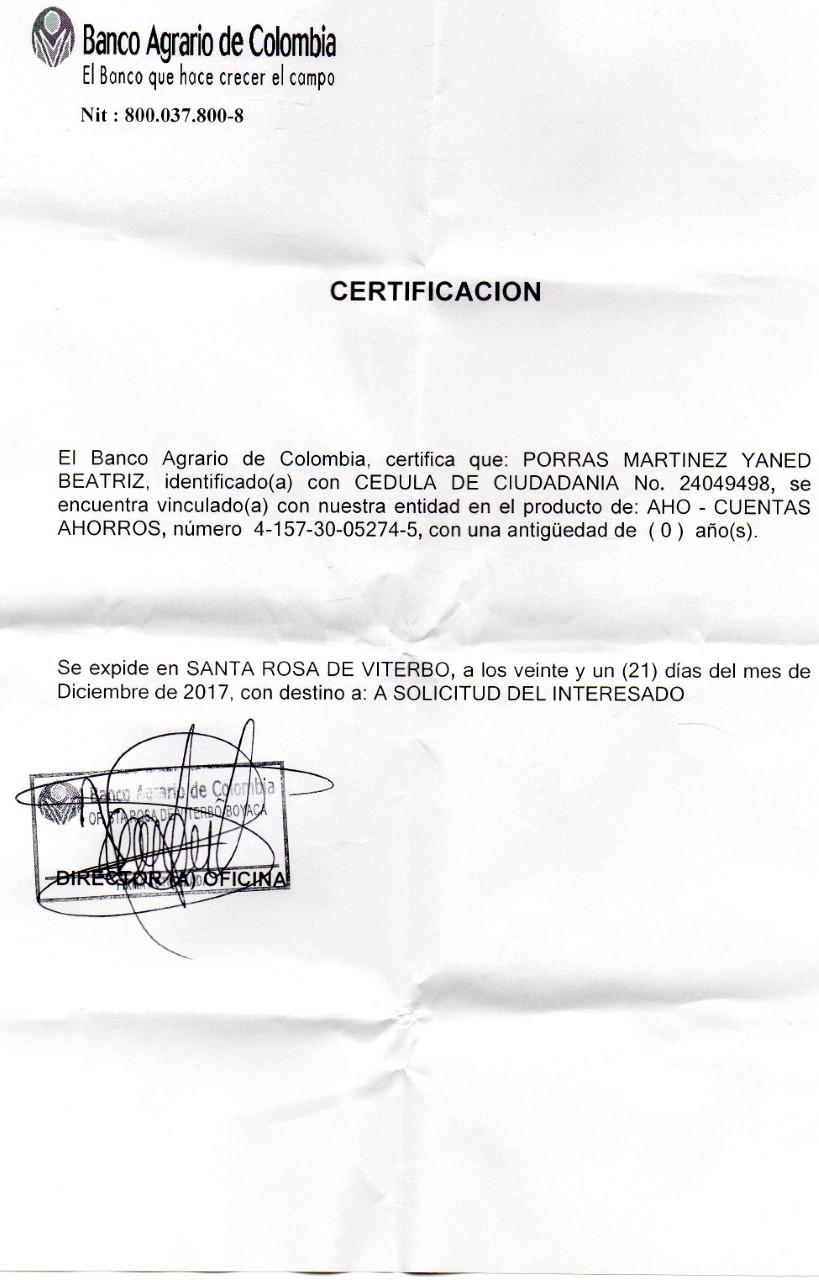 Banco Agrario de Colombia
El Banco que hace crecer el campo
Nit : 800.037.800-8
CERTIFICACION
El Banco Agrario de Colombia, certifica que: PORRAS MARTINEZ YANED
BEATRIZ, identificado(a) con CEDULA DE CIUDADANIA No. 24049498, se
encuentra vinculado(a) con nuestra entidad en el producto de: AHO - CUENTAS
AHORROS, número 4-157-30-05274-5, con una antigüedad de ( 0 ) año(s).
Se expide en SANTA ROSA DE VITERBO, a los veinte y un (21) días del mes de
Diciembre de 2017, con destino a: A SOLICITUD DEL INTERESADO
Banco Agrario de Colombia
STA ROSA DE VITERBO BOYACA
DIRECTOR (A) OFICINA